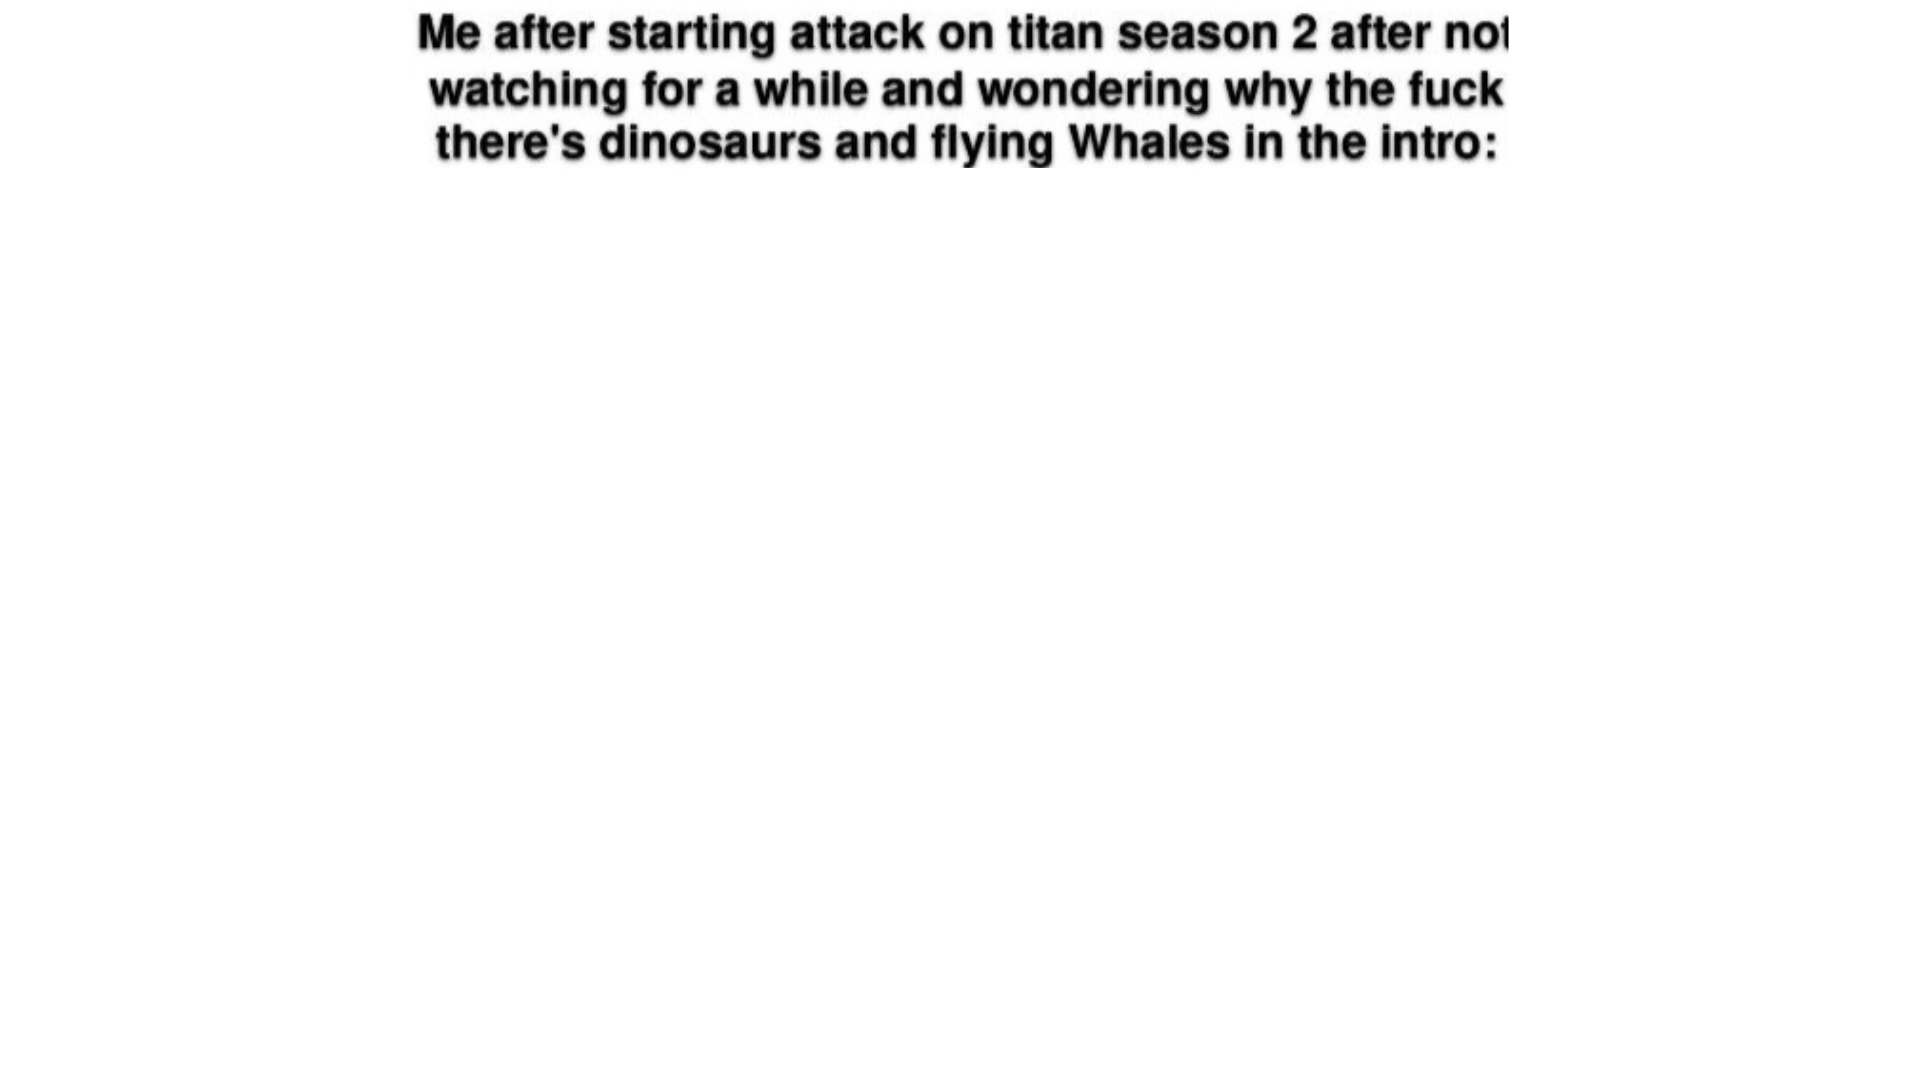 Me after starting attack on titan season 2 after not
watching for a while and wondering why the fuck
there's dinosaurs and flying Whales in the intro: